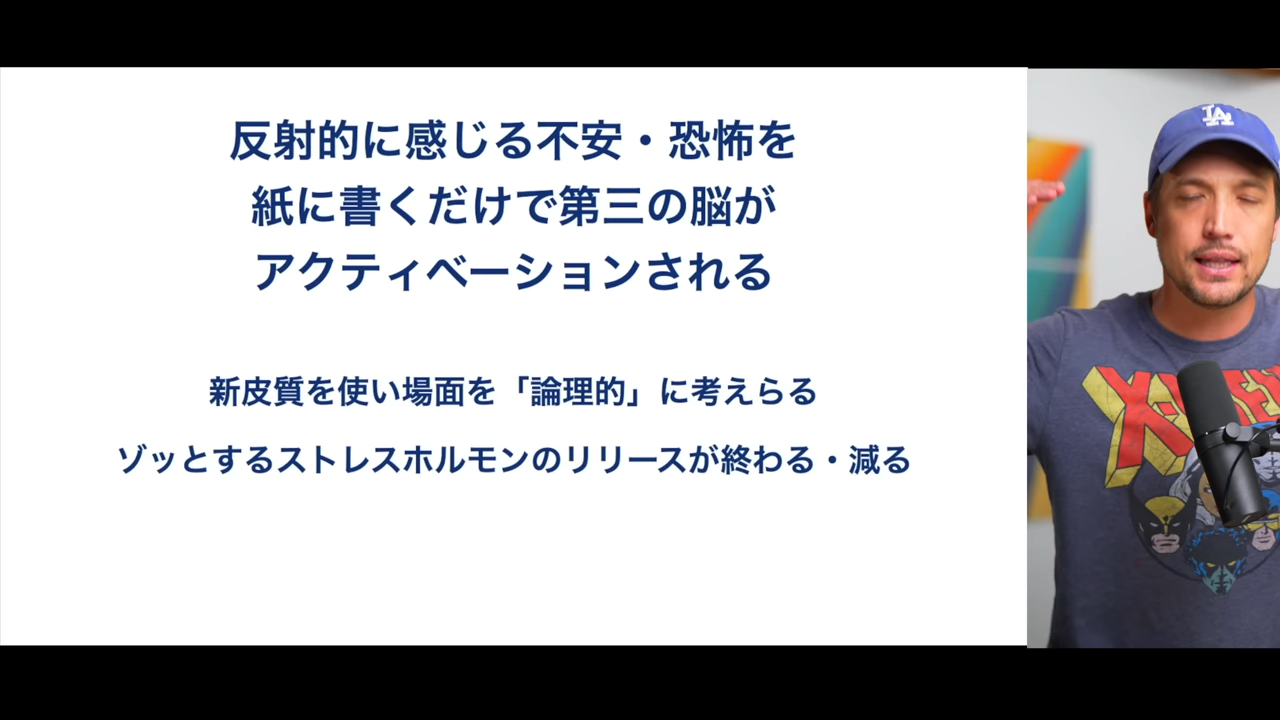 反射的に感じる不安・恐怖を
紙に書くだけで第三の脳が
アクティベーションされる
新皮質を使い場面を「論理的」に考えらる
ゾッとするストレスホルモンのリリースが終わる・減る
LA